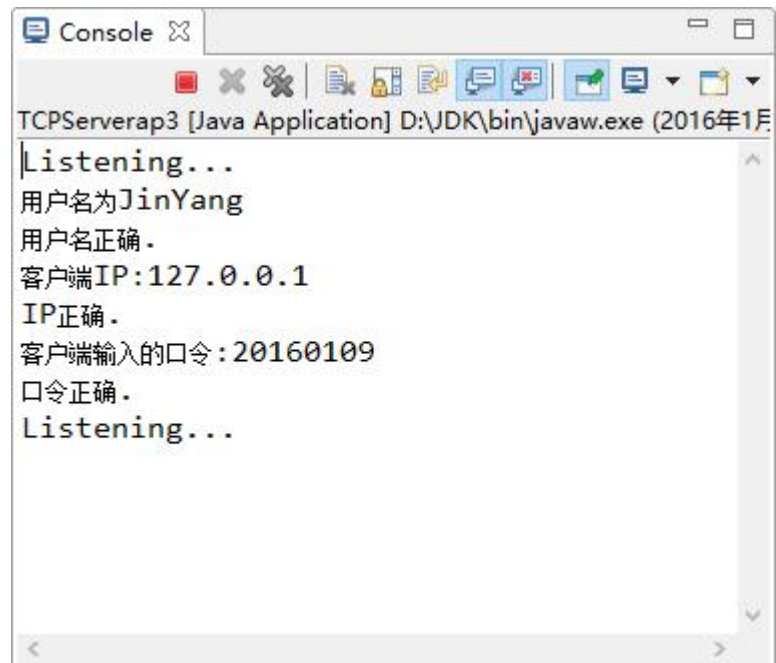 Console
TCPServerap3 [Java Application] D:\JDK\bin\javaw.exe (2016年1月
Listening...
用户名为JinYang
用户名正确.
客户端IP:127.0.0.1
IP正确.
客户端输入的口令:20160109
口令正确.
Listening...